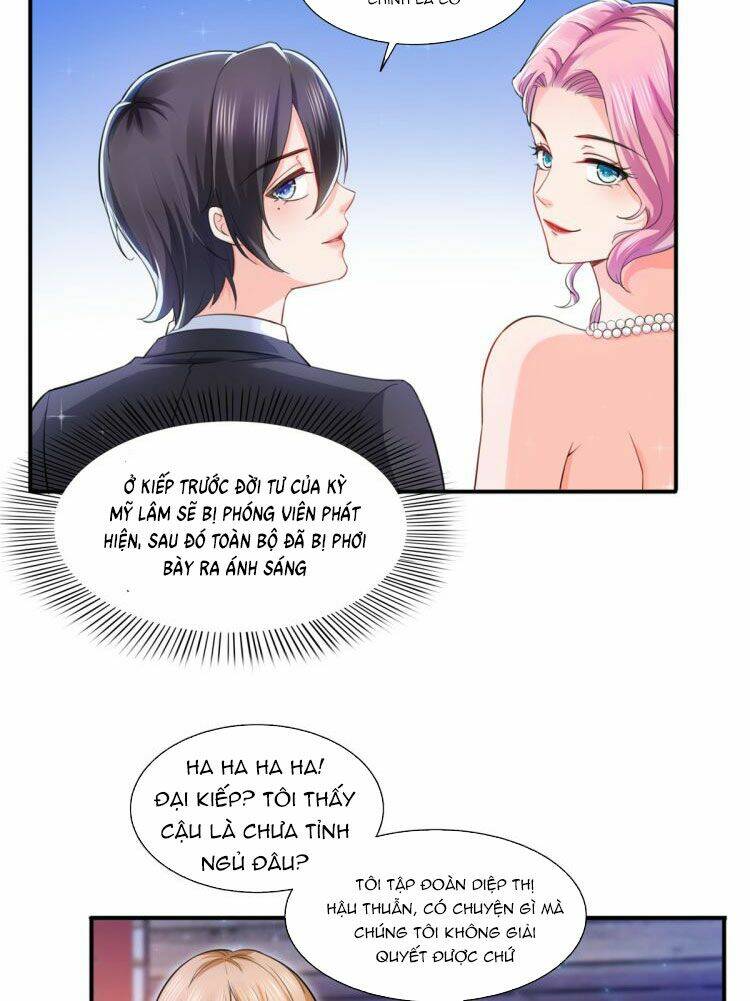 CHÍNH LÀ CÔ
Ở KIẾP TRƯỚC ĐỜI TƯ CỦA KỲ
MỸ LÂM SẼ BỊ PHÓNG VIÊN PHÁT
HIỆN, SAU ĐÓ TOÀN BỘ ĐÃ BỊ PHƠI
BÀY RA ÁNH SÁNG
HA HA HA HA!
ĐẠI KIẾP? TÔI THẤY
CẬU LÀ CHƯA TỈNH
NGỦ ĐÂU?
TÔI TẬP ĐOÀN DIỆP THỊ
HẬU THUẪN, CÓ CHUYỆN GÌ MÀ
CHÚNG TÔI KHÔNG GIẢI
QUYẾT ĐƯỢC CHỨ